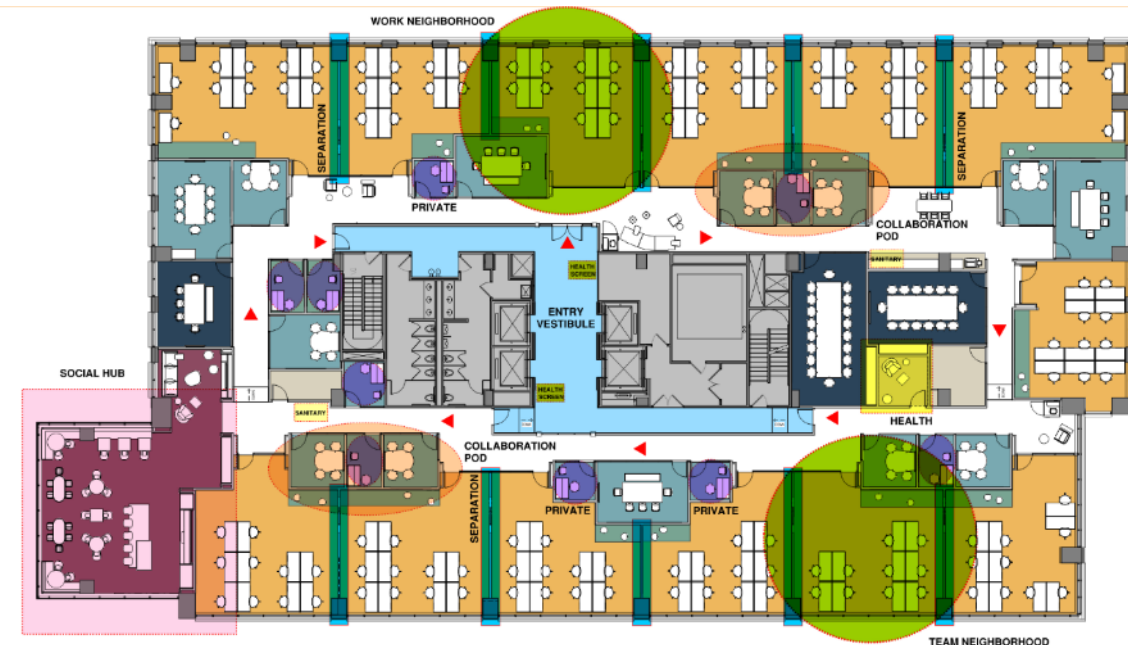 WORK NEIGHBORHOOD
SEPARATION
SEPARATION
PRIVATE
COLLABORATION
POD
SANITARY
HEALTH
SCREEN
ENTRY
VESTIBULE
SOCIAL HUB
HEALTH
SCREEN
SANITARY
HEALTH
COLLABORATION
POD
SEPARATION
PRIVATE
PRIVATE
TEAM NEIGHBORHOOD